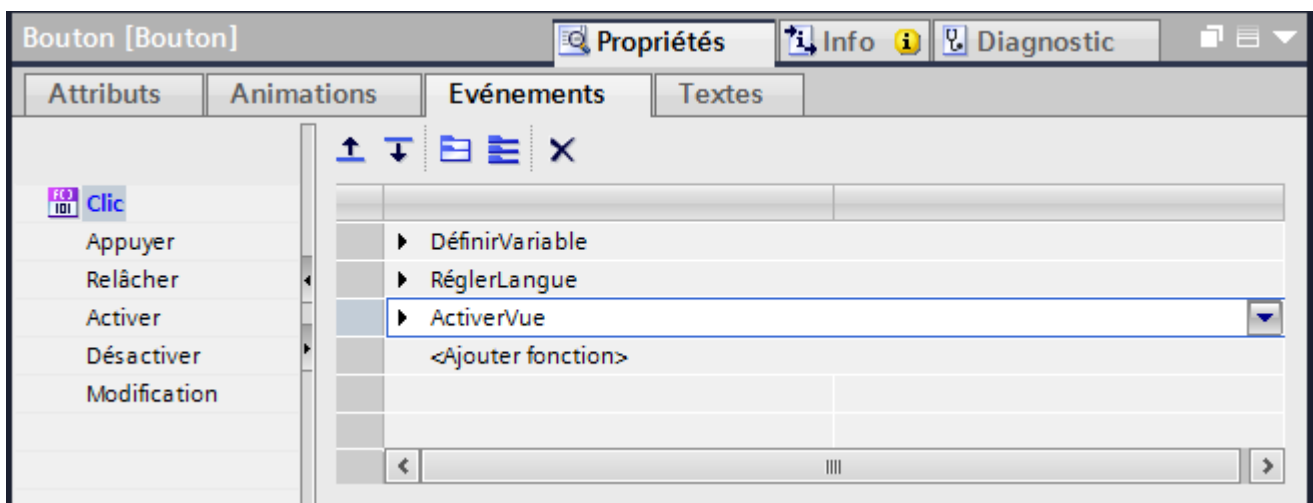 Bouton [Bouton]
Propriétés
Info
Diagnostic
Attributs
Animations
Evénements
Textes
Clic
Appuyer
Relâcher
Activer
Désactiver
Modification
DéfinirVariable
RéglerLangue
ActiverVue
<Ajouter fonction>